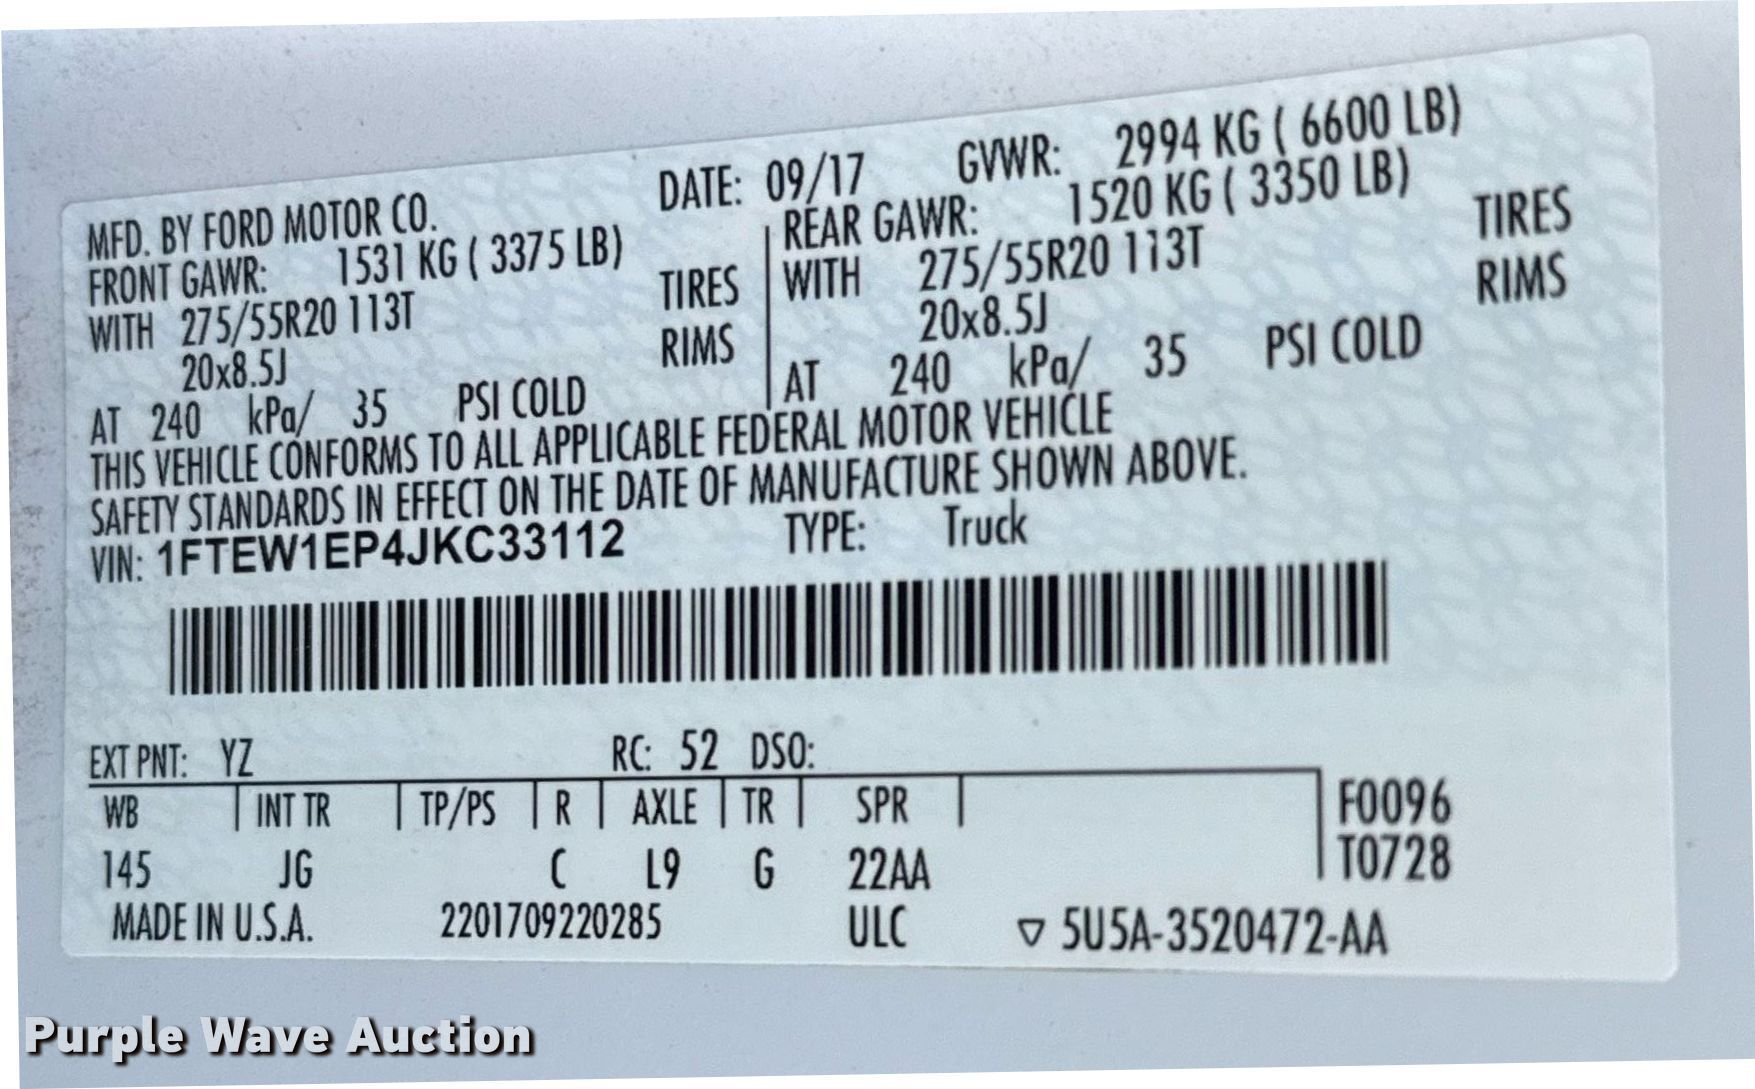 MFD. BY FORD MOTOR CO. DATE: 09/17 GVWR: 2994 KG ( 6600 LB)
FRONT GAWR: 1531 KG ( 3375 LB) REAR GAWR: 1520 KG ( 3350 LB)
WITH 275/55R20 113T TIRES WITH 275/55R20 113T TIRES
20x8.5J RIMS 20x8.5J RIMS
AT 240 kPa/ 35 PSI COLD AT 240 kPa/ 35 PSI COLD
THIS VEHICLE CONFORMS TO ALL APPLICABLE FEDERAL MOTOR VEHICLE
SAFETY STANDARDS IN EFFECT ON THE DATE OF MANUFACTURE SHOWN ABOVE.
VIN: 1FTEW1EP4JKC33112 TYPE: Truck
EXT PNT: YZ RC: 52 DSO:
WB INT TR TP/PS R AXLE TR SPR F0096
145 JG C L9 G 22AA T0728
MADE IN U.S.A. 2201709220285 ULC ▽ 5U5A-3520472-AA
Purple Wave Auction